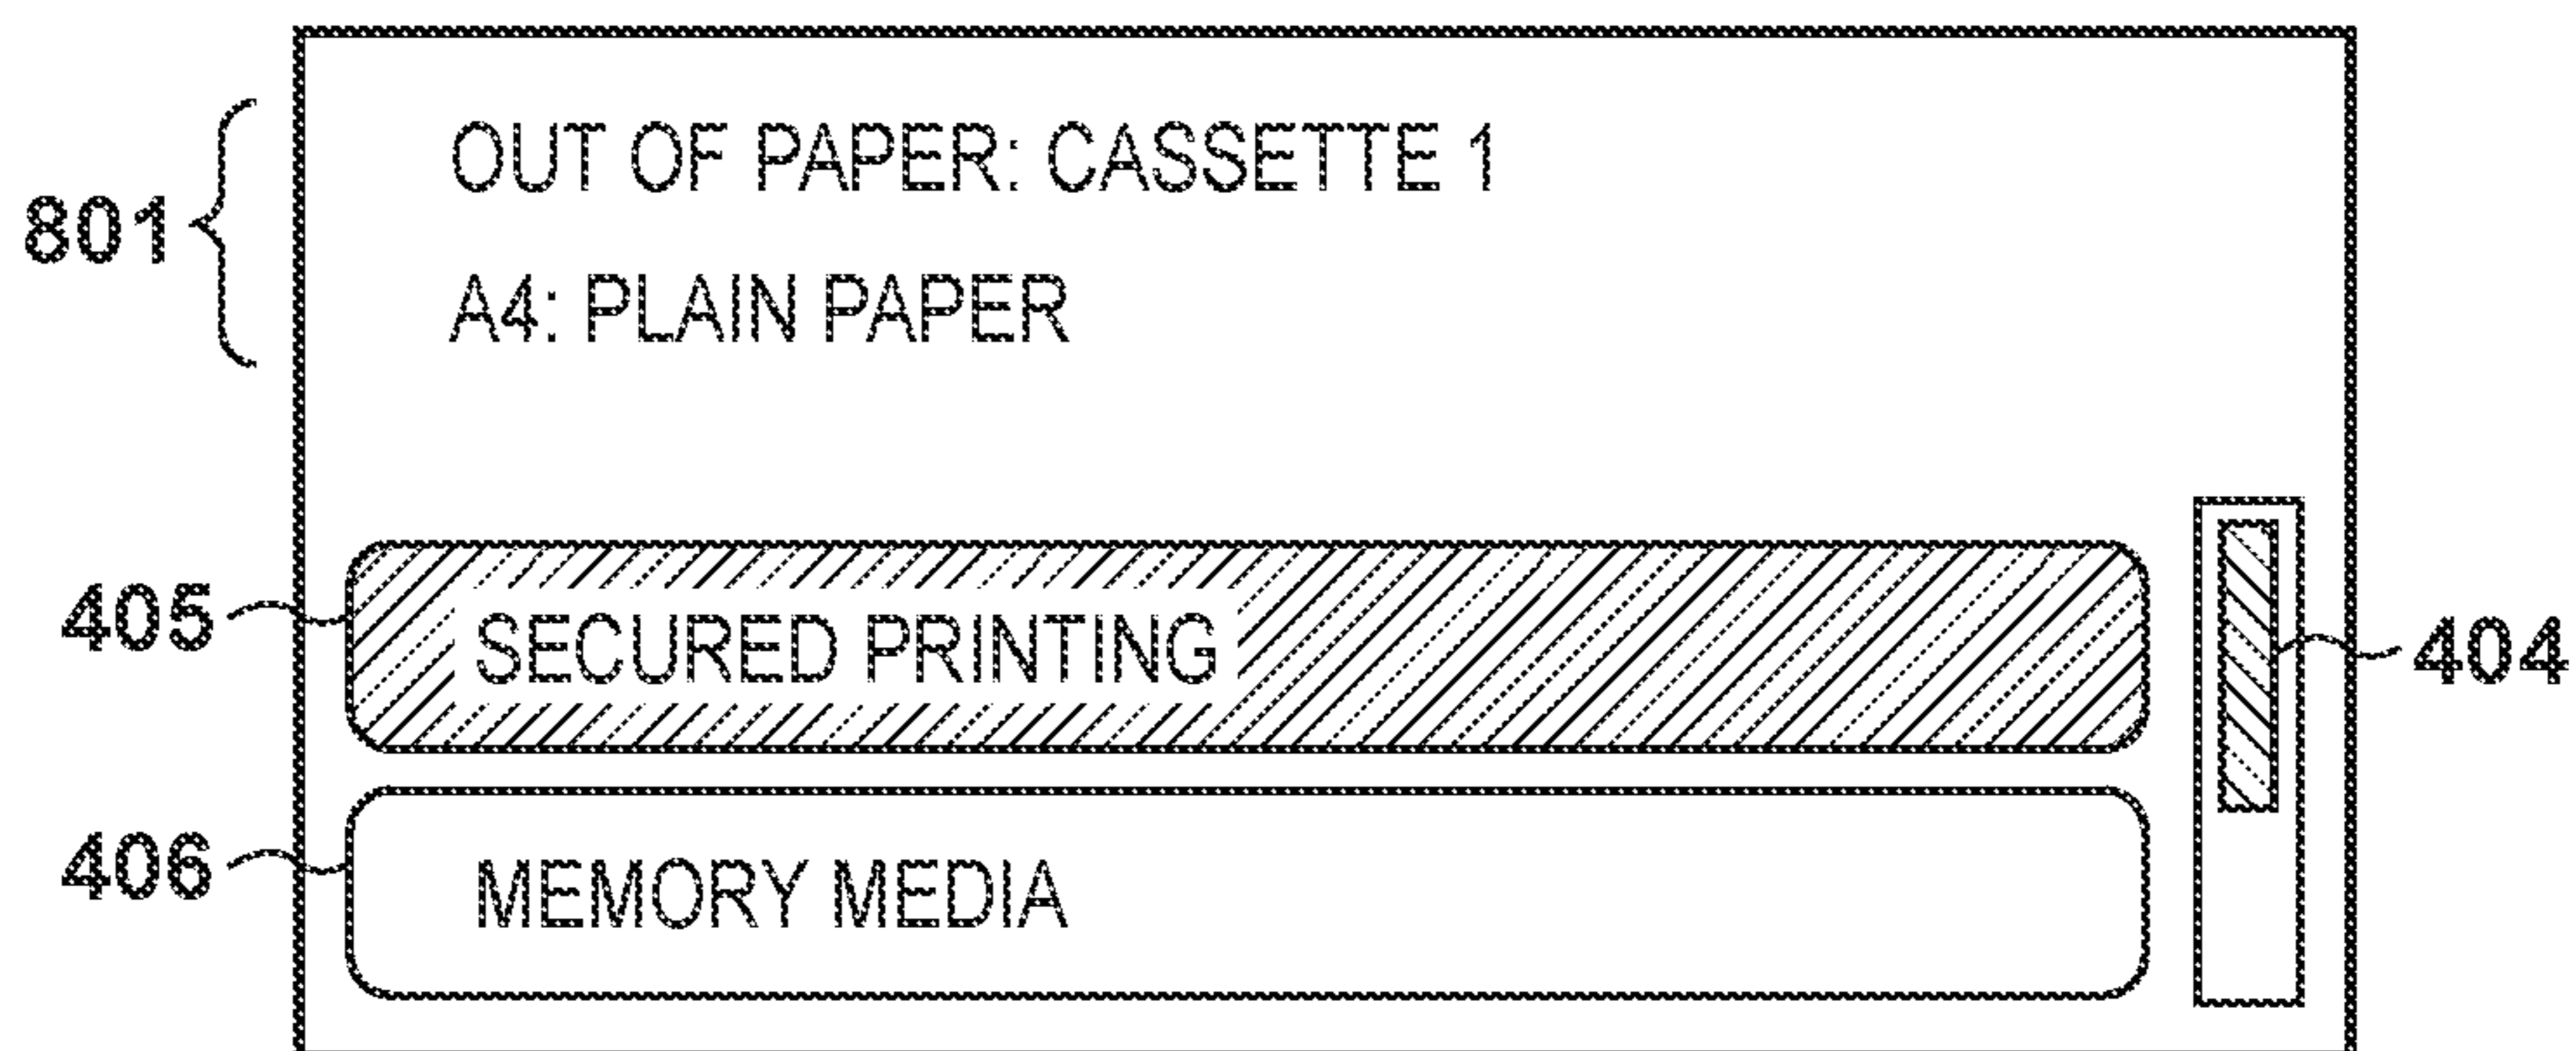 801
OUT OF PAPER: CASSETTE 1
A4: PLAIN PAPER
405
SECURED PRINTING
404
406
MEMORY MEDIA